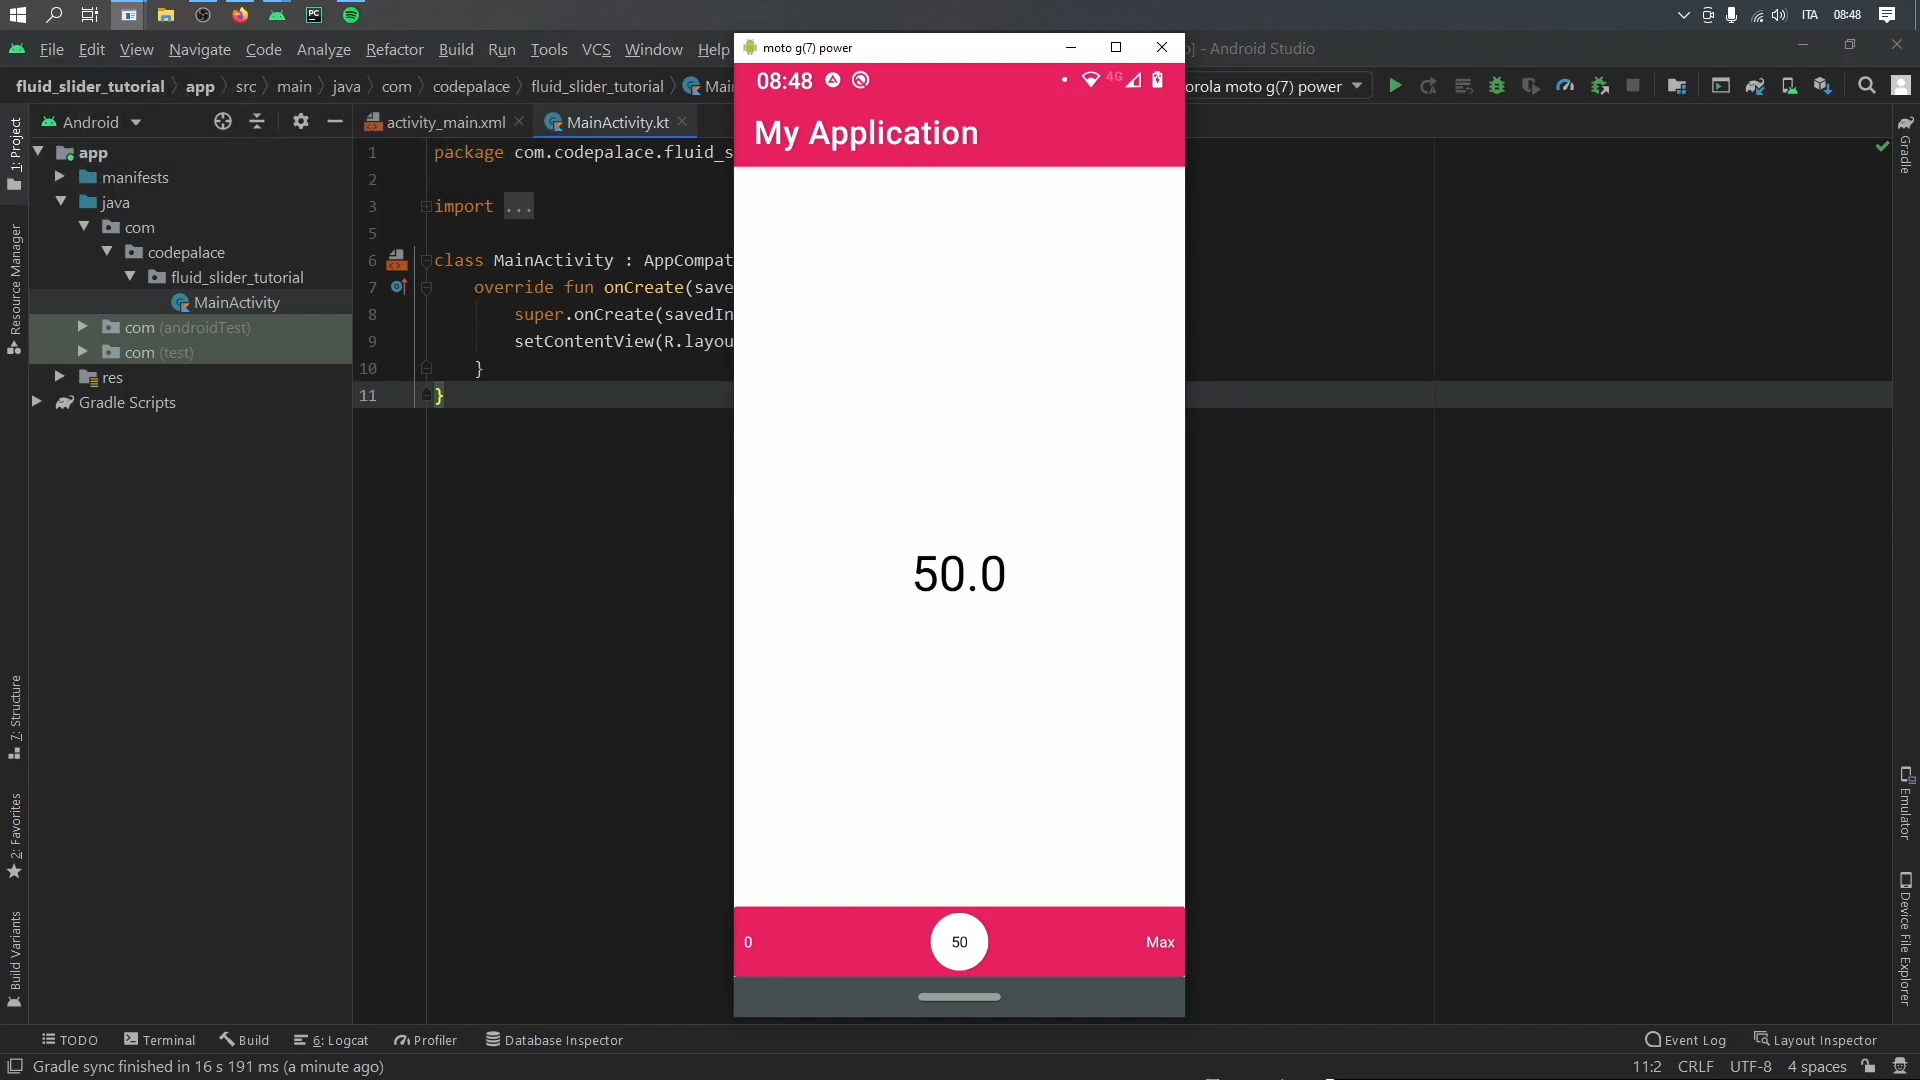 PC
ITA 08:48
File Edit View Navigate Code Analyze Refactor Build Run Tools VCS Window Help
moto g(7) power
] - Android Studio
fluid_slider_tutorial app src main java com codepalace fluid_slider_tutorial Mai
orola moto g(7) power
08:48
4G
My Application
1: Project
Resource Manager
7: Structure
2: Favorites
Build Variants
Android
activity_main.xml
MainActivity.kt
app
manifests
java
com
codepalace
fluid_slider_tutorial
MainActivity
com (androidTest)
com (test)
res
Gradle Scripts
1 package com.codepalace.fluid_s
2
3 import ...
5
6 class MainActivity : AppCompat
7 override fun onCreate(save
8 super.onCreate(savedIn
9 setContentView(R.layou
10 }
11 }
50.0
0 50 Max
Gradle
Emulator
Device File Explorer
TODO Terminal Build 6: Logcat Profiler Database Inspector Event Log Layout Inspector
Gradle sync finished in 16 s 191 ms (a minute ago) 11:2 CRLF UTF-8 4 spaces